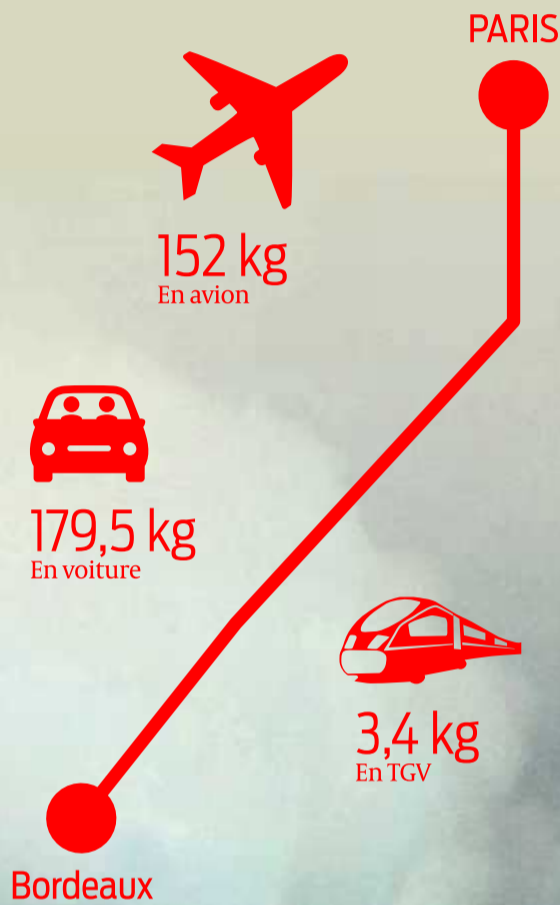 PARIS
152 kg
En avion
179,5 kg
En voiture
3,4 kg
En TGV
Bordeaux